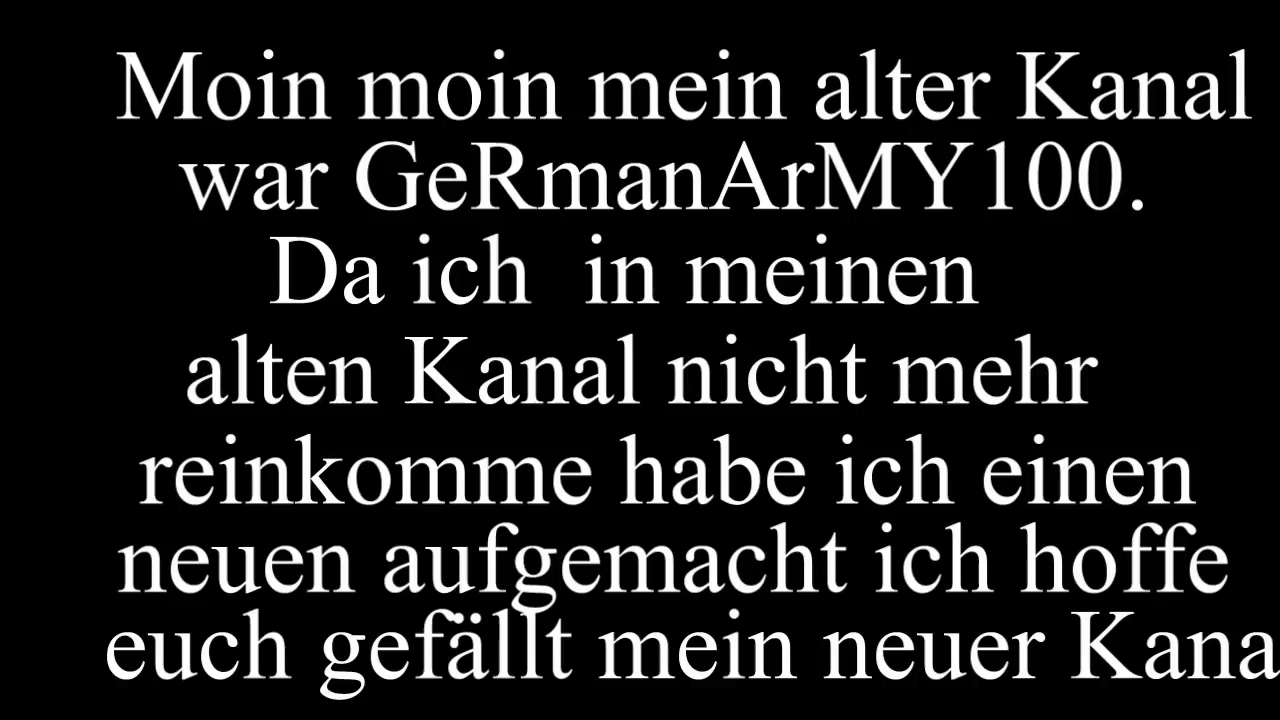 Moin moin mein alter Kanal
war GeRmanArMY100.
Da ich in meinen
alten Kanal nicht mehr
reinkomme habe ich einen
neuen aufgemacht ich hoffe
euch gefällt mein neuer Kana